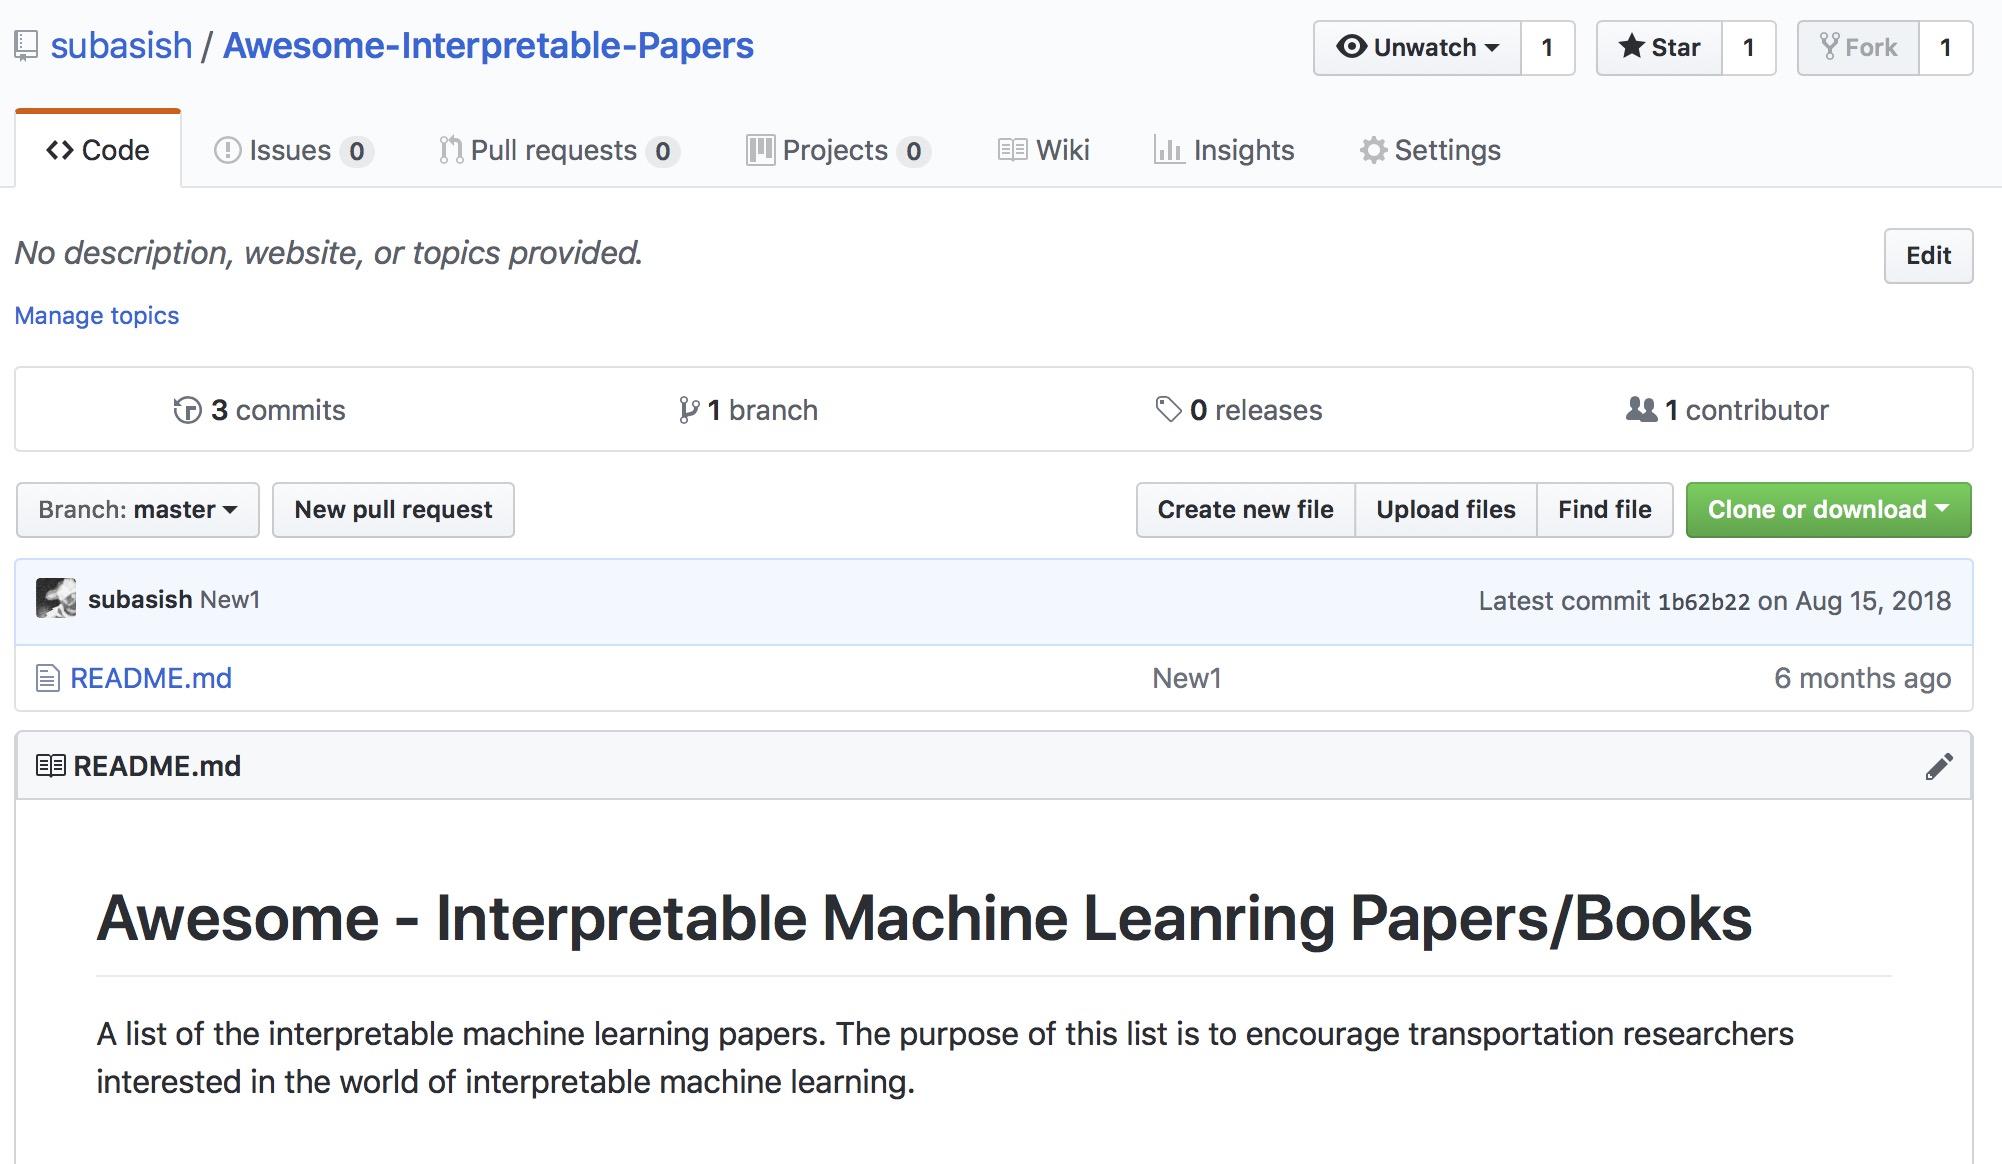 subasish / Awesome-Interpretable-Papers
Unwatch 1 Star 1 Fork 1
Code Issues 0 Pull requests 0 Projects 0 Wiki Insights Settings
No description, website, or topics provided. Edit
Manage topics
3 commits 1 branch 0 releases 1 contributor
Branch: master New pull request Create new file Upload files Find file Clone or download
subasish New1 Latest commit 1b62b22 on Aug 15, 2018
README.md New1 6 months ago
README.md
Awesome - Interpretable Machine Leanring Papers/Books
A list of the interpretable machine learning papers. The purpose of this list is to encourage transportation researchers
interested in the world of interpretable machine learning.